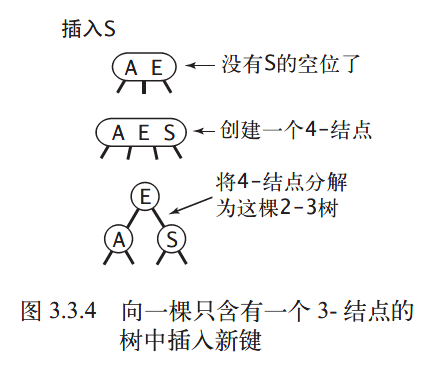 插入S
A E
没有S的空位了
A E S
创建一个4-结点
E
将4-结点分解
为这棵2-3树
A
S
图 3.3.4 向一棵只含有一个 3- 结点的
树中插入新键